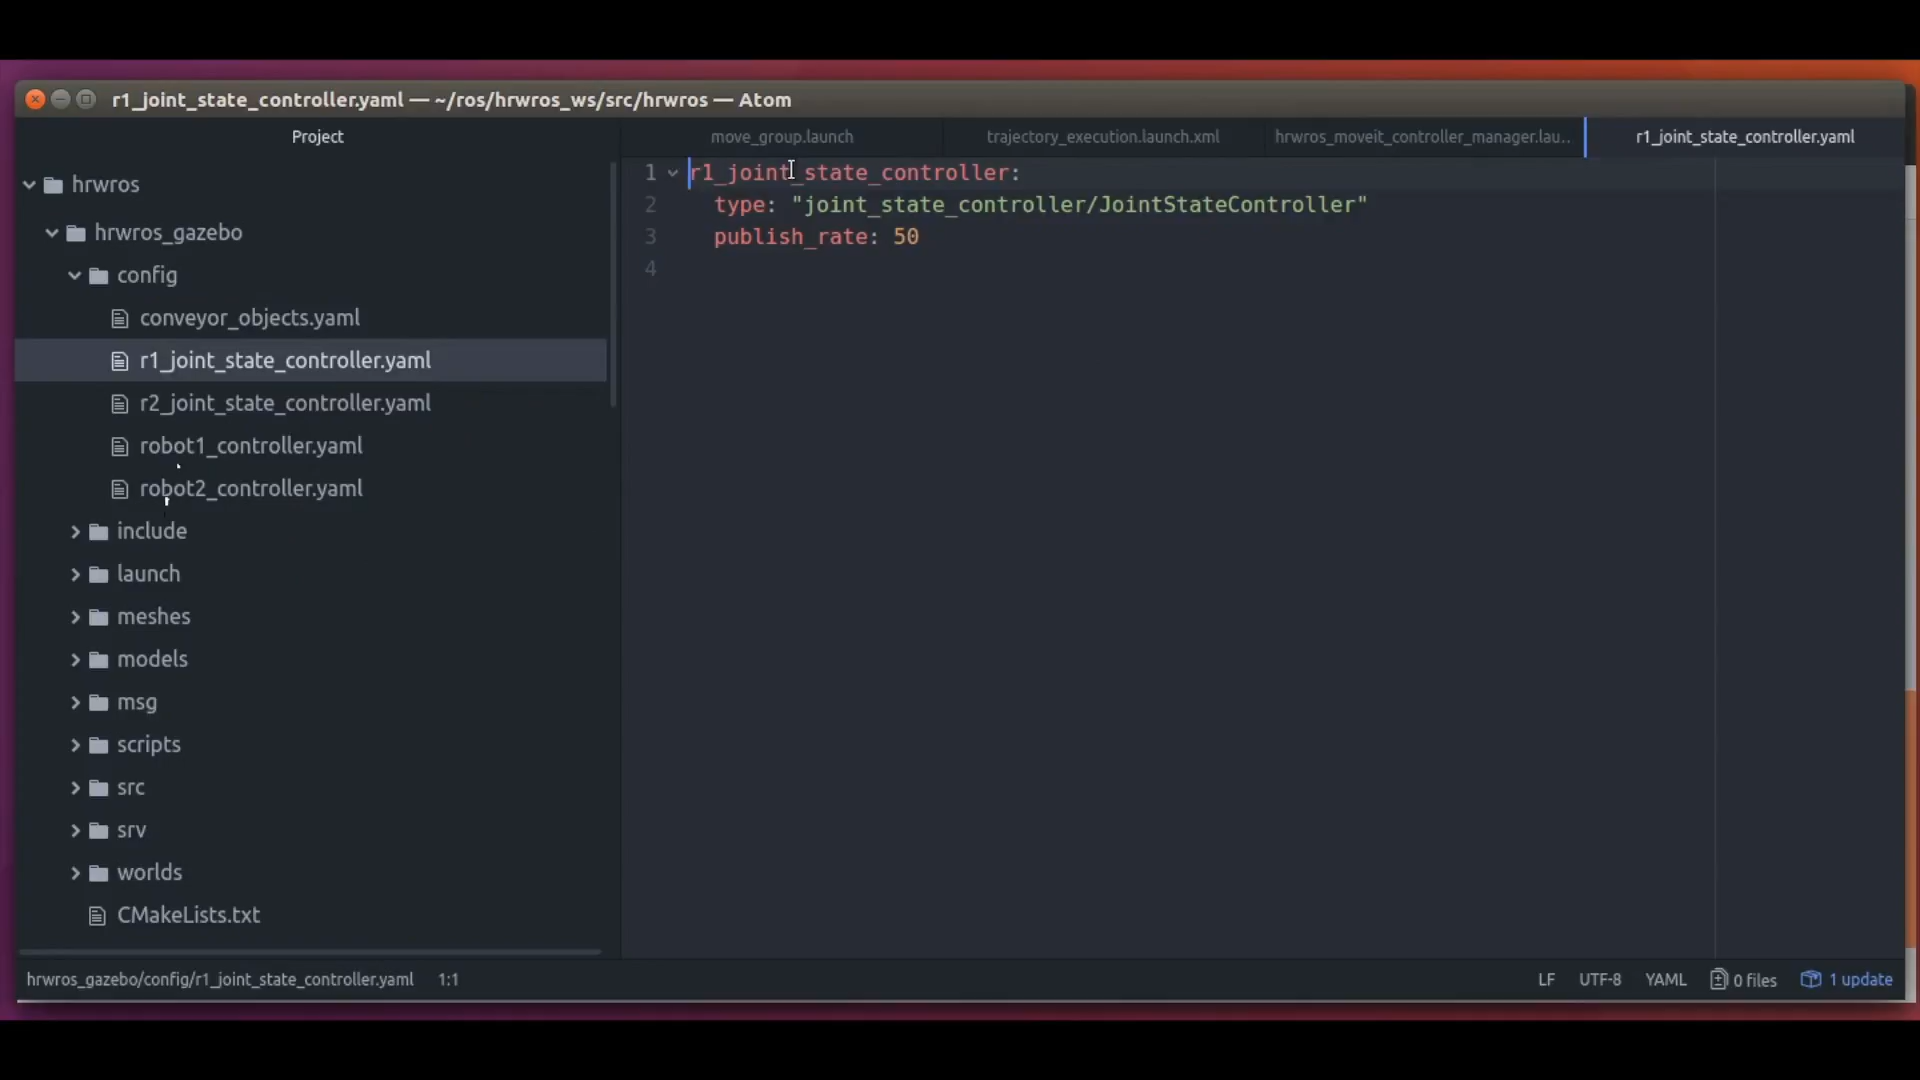 r1_joint_state_controller.yaml — ~/ros/hrwros_ws/src/hrwros — Atom
Project
hrwros
hrwros_gazebo
config
conveyor_objects.yaml
r1_joint_state_controller.yaml
r2_joint_state_controller.yaml
robot1_controller.yaml
robot2_controller.yaml
include
launch
meshes
models
msg
scripts
src
srv
worlds
CMakeLists.txt
move_group.launch
trajectory_execution.launch.xml
hrwros_moveit_controller_manager.lau..
r1_joint_state_controller.yaml
1 r1_joint_state_controller:
2 type: "joint_state_controller/JointStateController"
3 publish_rate: 50
4
hrwros_gazebo/config/r1_joint_state_controller.yaml 1:1
LF UTF-8 YAML 0 files 1 update